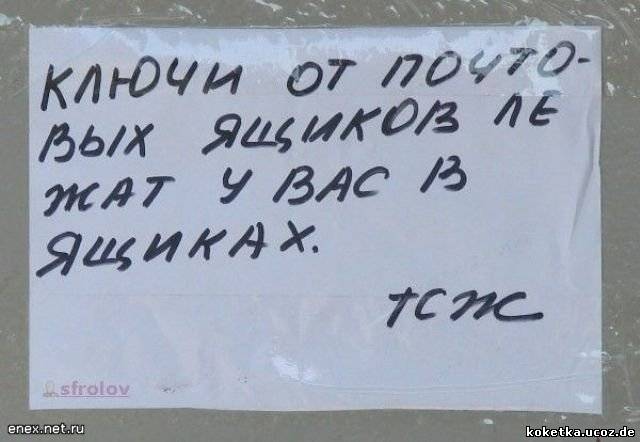 КЛЮЧИ ОТ ПОЧТО-
ВЫХ ЯЩИКОВ ЛЕ
ЖАТ У ВАС В
ЯЩИКАХ.
ТСЖ
sfrolov
enex.net.ru
koketka.ucoz.de